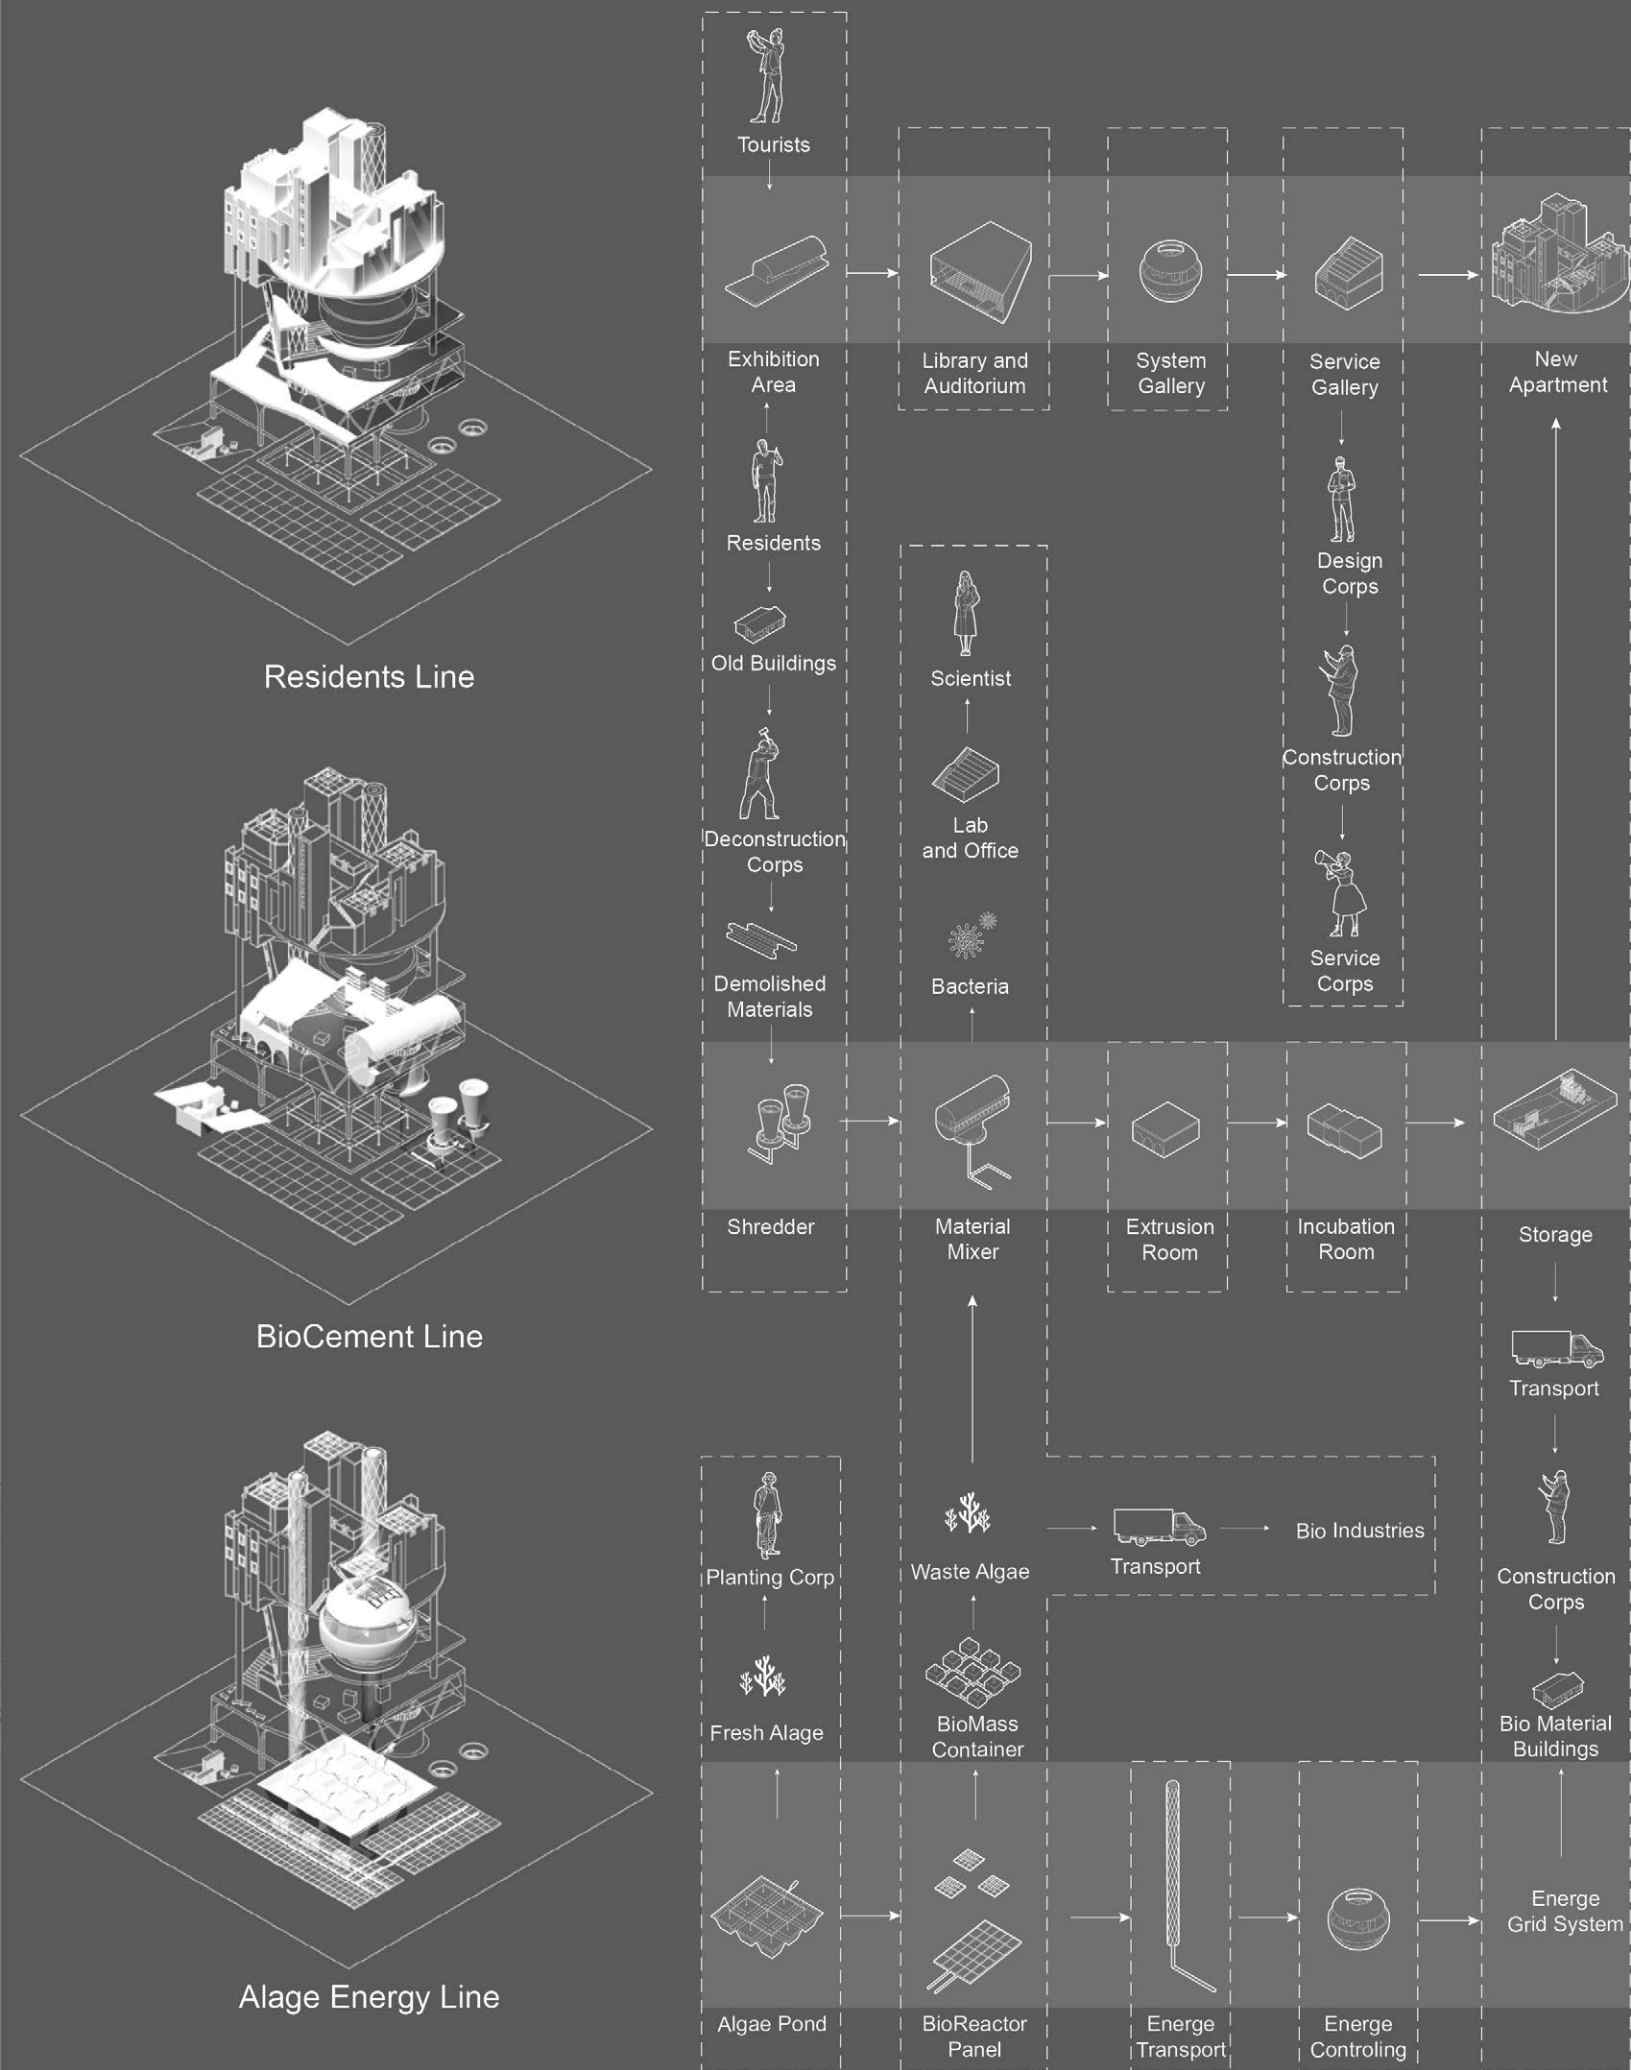 Tourists
Exhibition
Area
Library and
Auditorium
System
Gallery
Service
Gallery
New
Apartment
Residents
Design
Corps
Old Buildings
Scientist
Residents Line
Construction
Corps
Deconstruction
Corps
Lab
and Office
Service
Corps
Demolished
Materials
Bacteria
Shredder
Material
Mixer
Extrusion
Room
Incubation
Room
Storage
BioCement Line
Transport
Planting Corp
Waste Algae
Transport
Bio Industries
Construction
Corps
Fresh Alage
BioMass
Container
Bio Material
Buildings
Energe
Grid System
Alage Energy Line
Algae Pond
BioReactor
Panel
Energe
Transport
Energe
Controling